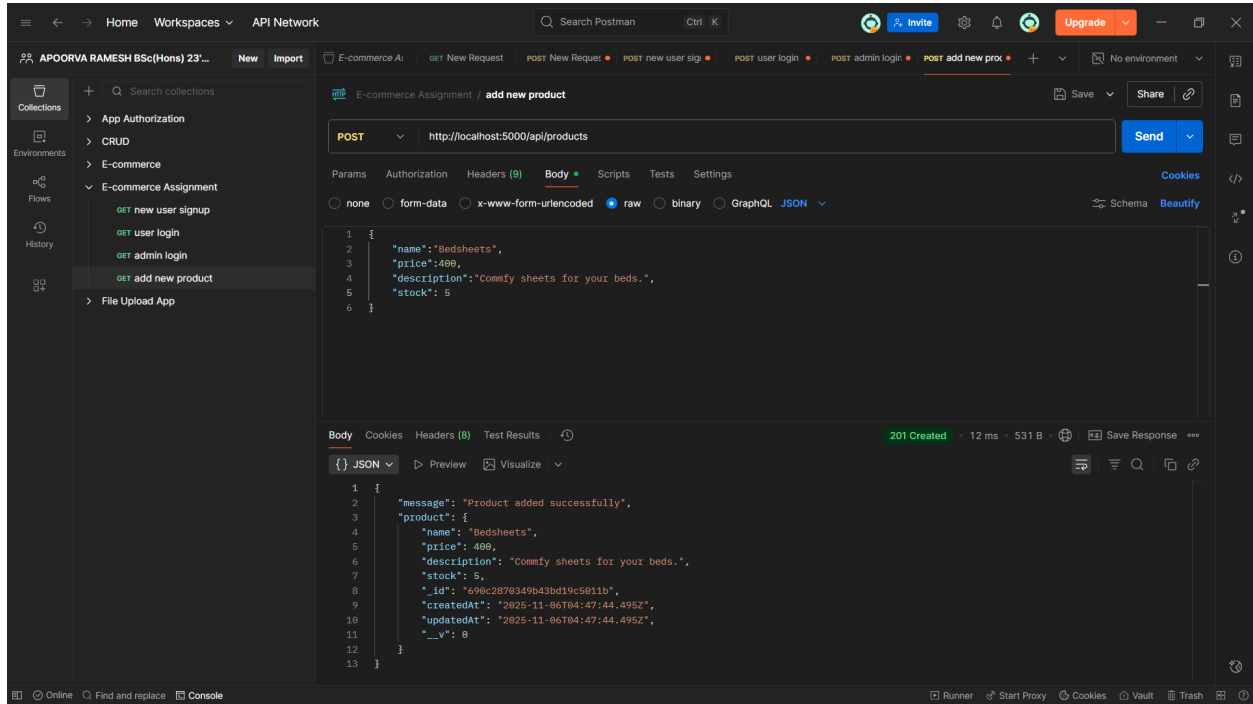 Home Workspaces API Network Search Postman Ctrl K Invite Upgrade
APOORVA RAMESH BSc(Hons) 23'... New Import E-commerce A: GET New Request POST New Reques POST new user sig POST user login POST admin login POST add new proc No environment
Collections
Environments
Flows
History
Search collections
App Authorization
CRUD
E-commerce
E-commerce Assignment
GET new user signup
GET user login
GET admin login
GET add new product
File Upload App
HTTP E-commerce Assignment / add new product Save Share
POST http://localhost:5000/api/products Send
Params Authorization Headers (9) Body Scripts Tests Settings Cookies
none form-data x-www-form-urlencoded raw binary GraphQL JSON Schema Beautify
1 {
2 "name":"Bedsheets",
3 "price":400,
4 "description":"Commfy sheets for your beds.",
5 "stock": 5
6 }
Body Cookies Headers (8) Test Results 201 Created 12 ms 531 B Save Response
{} JSON Preview Visualize
1 {
2 "message": "Product added successfully",
3 "product": {
4 "name": "Bedsheets",
5 "price": 400,
6 "description": "Commfy sheets for your beds.",
7 "stock": 5,
8 "_id": "690c2870349b43bd19c5011b",
9 "createdAt": "2025-11-06T04:47:44.495Z",
10 "updatedAt": "2025-11-06T04:47:44.495Z",
11 "__v": 0
12 }
13 }
Online Find and replace Console Runner Start Proxy Cookies Vault Trash